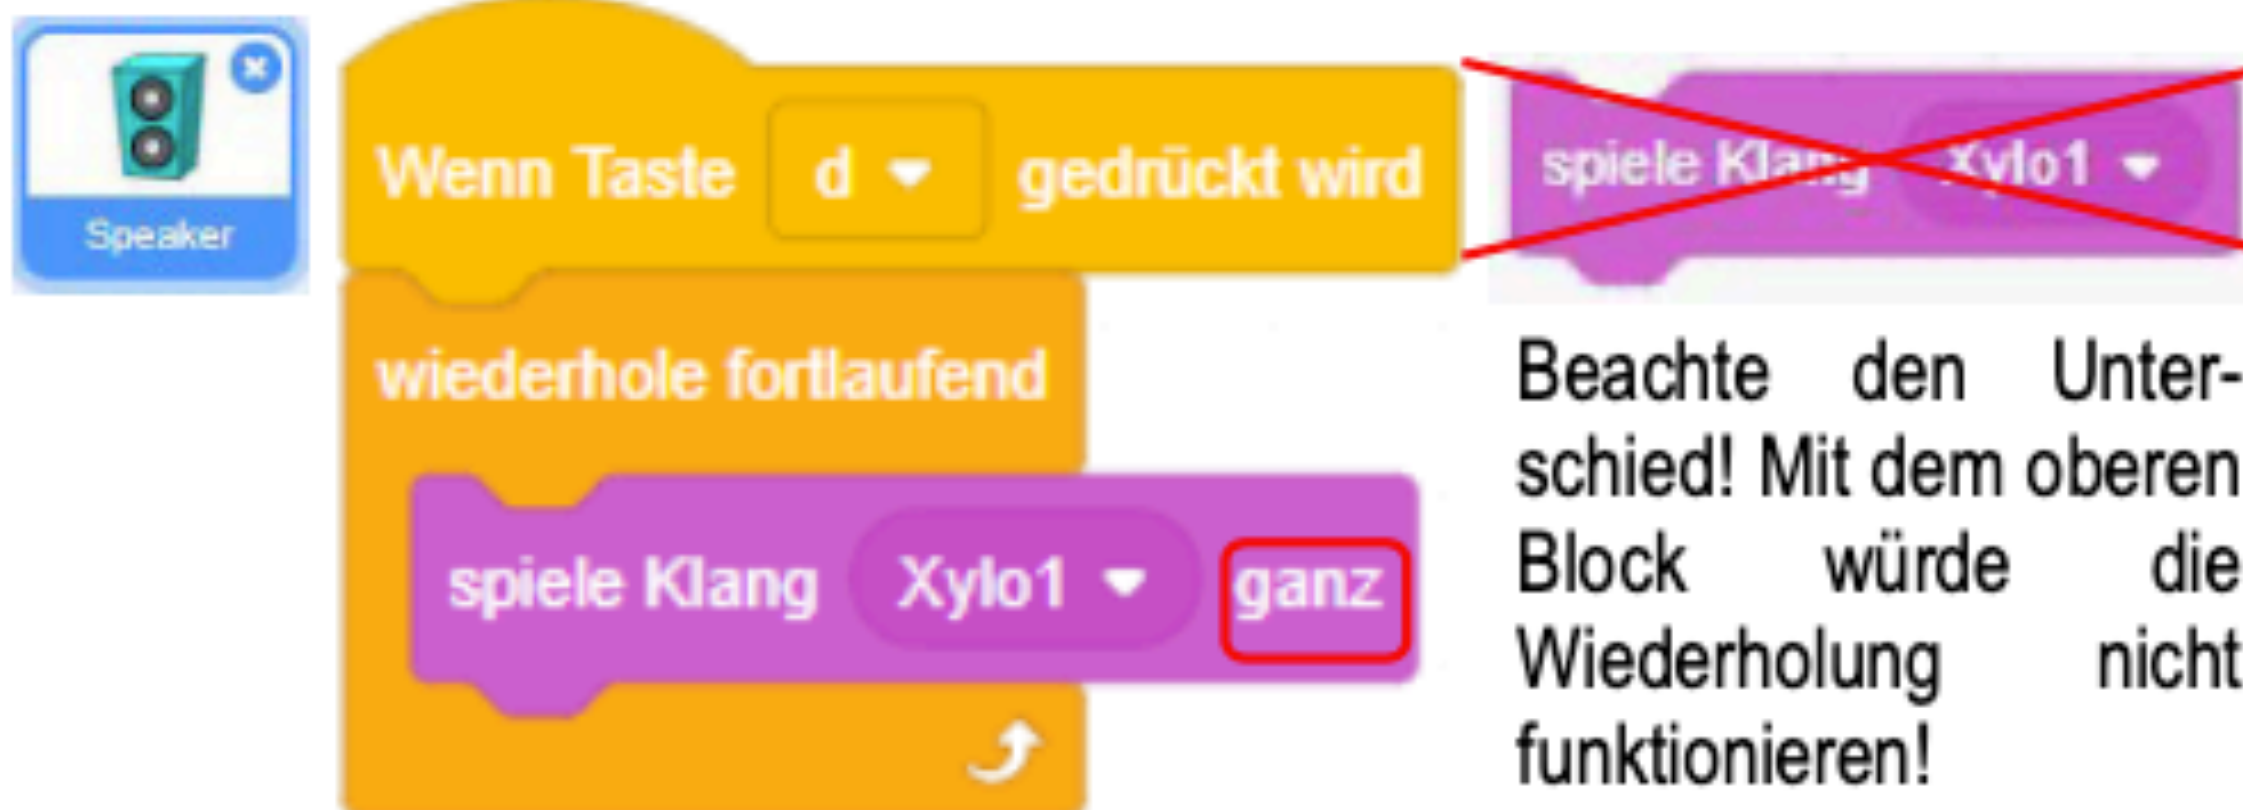 Speaker
Wenn Taste d gedrückt wird
wiederhole fortlaufend
spiele Klang Xylo1 ganz
spiele Klang Xylo1
Beachte den Unter-
schied! Mit dem oberen
Block würde die
Wiederholung nicht
funktionieren!